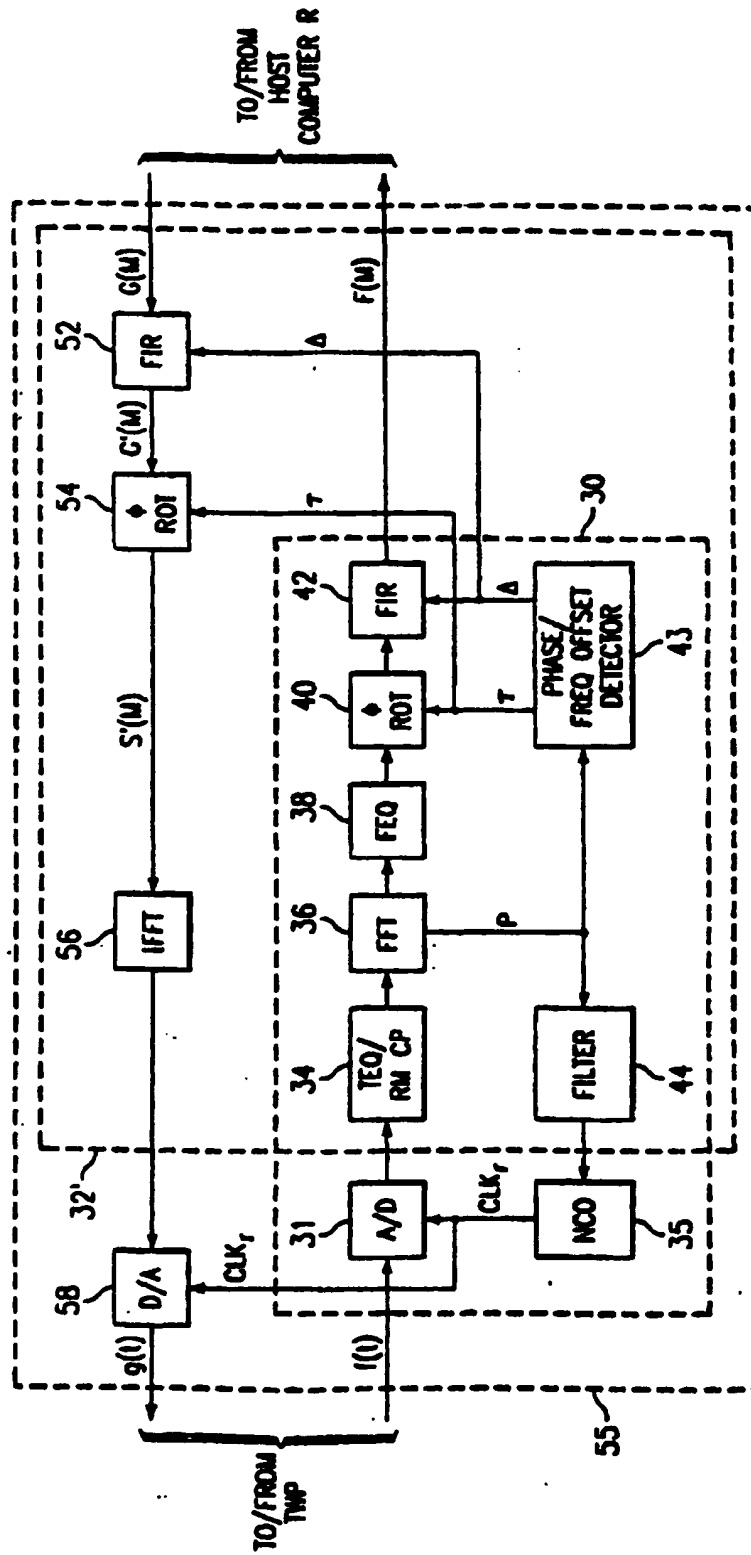 TO/FROM
TWP
g(t)
f(t)
58
D/A
CLKr
32'
55
56
IFFT
S'(M)
54
Φ
ROT
G'(M)
52
FIR
G(M)
τ
Δ
F(M)
TO/FROM
HOST
COMPUTER R
31
A/D
CLKr
NCO
35
34
TEQ/
RM CP
36
FFT
38
FEQ
40
Φ
ROT
42
FIR
30
P
FILTER
44
τ
Δ
PHASE/
FREQ OFFSET
DETECTOR
43